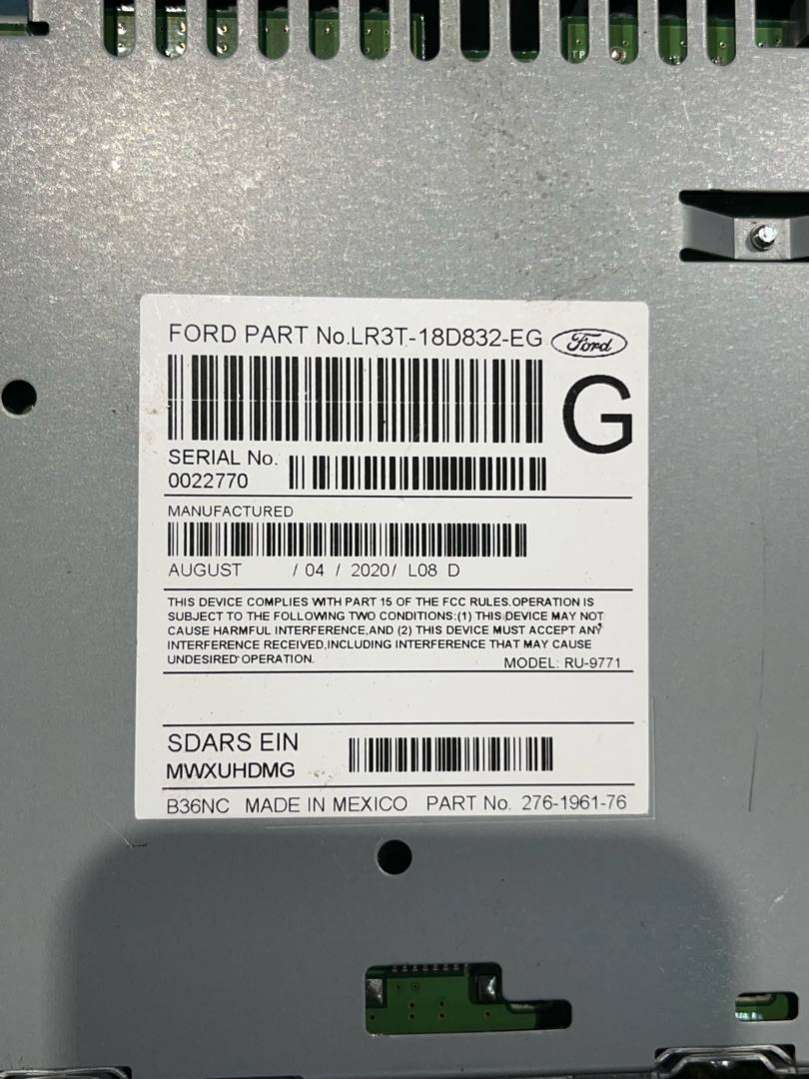 FORD PART No.LR3T-18D832-EG Ford
G
SERIAL No.
0022770
MANUFACTURED
AUGUST / 04 / 2020/ L08 D
THIS DEVICE COMPLIES WITH PART 15 OF THE FCC RULES.OPERATION IS
SUBJECT TO THE FOLLOWING TWO CONDITIONS:(1) THIS DEVICE MAY NOT
CAUSE HARMFUL INTERFERENCE,AND (2) THIS DEVICE MUST ACCEPT ANY
INTERFERENCE RECEIVED,INCLUDING INTERFERENCE THAT MAY CAUSE
UNDESIRED OPERATION.
MODEL: RU-9771
SDARS EIN
MWXUHDMG
B36NC MADE IN MEXICO PART No. 276-1961-76